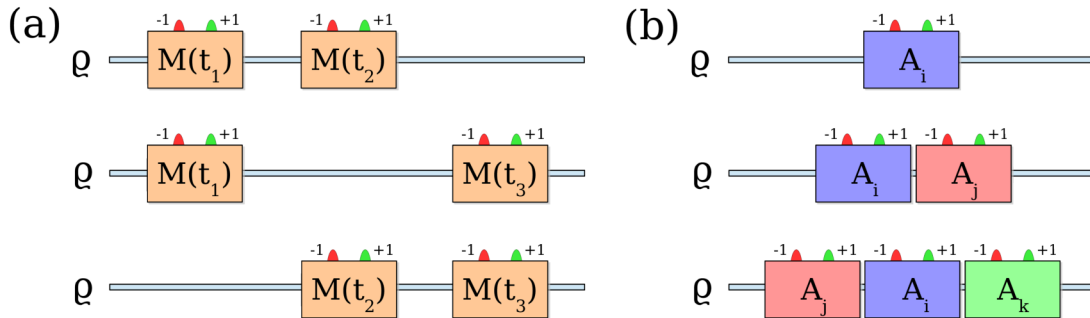 (a) (b)
-1 +1 -1 +1 -1 +1
ϱ M(t₁) M(t₂) ϱ Aᵢ
-1 +1 -1 +1 -1 +1 -1 +1
ϱ M(t₁) M(t₃) ϱ Aᵢ Aⱼ
-1 +1 -1 +1 -1 +1 -1 +1 -1 +1
ϱ M(t₂) M(t₃) ϱ Aⱼ Aᵢ Aₖ